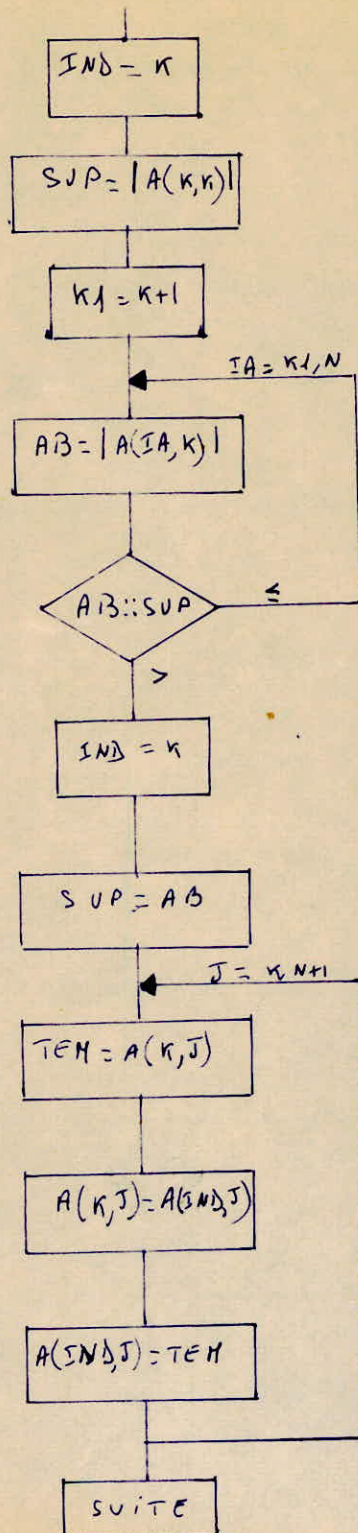 IND = K
SUP = |A(K,K)|
K1 = K+1
IA = K1, N
AB = |A(IA,K)|
AB::SUP
≤
>
IND = K
SUP = AB
J = K, N+1
TEM = A(K,J)
A(K,J) = A(IND,J)
A(IND,J) = TEM
SUITE